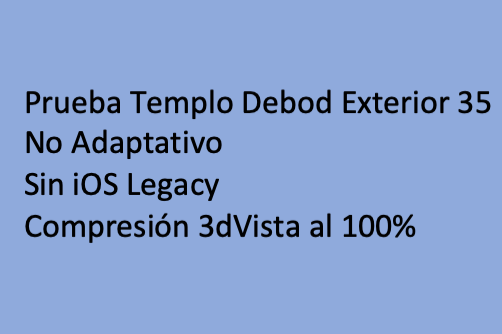 Prueba Templo Debod Exterior 35
No Adaptativo
Sin iOS Legacy
Compresión 3dVista al 100%